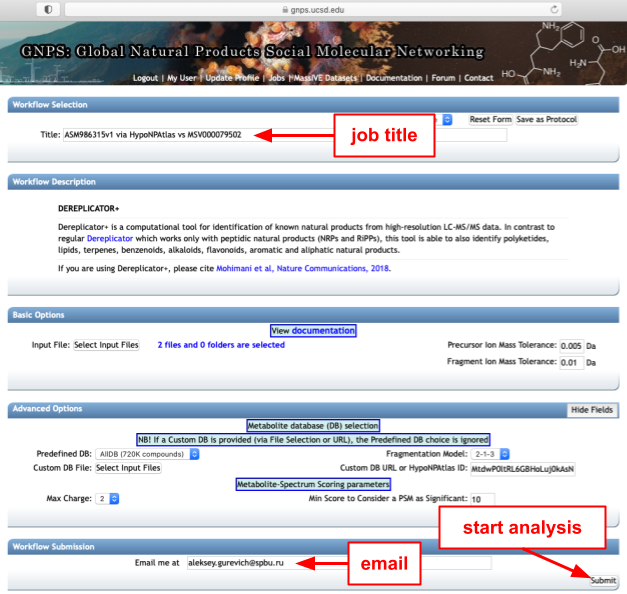 gnps.ucsd.edu
GNPS: Global Natural Products Social Molecular Networking
NH2
O
OH
H2N
HO
NH2
Logout | My User | Update Profile | Jobs | MassIVE Datasets | Documentation | Forum | Contact
Workflow Selection
Reset Form Save as Protocol
Title: ASM986315v1 via HypoNPAtlas vs MSV000079502
job title
Workflow Description
DEREPLICATOR+
Dereplicator+ is a computational tool for identification of known natural products from high-resolution LC-MS/MS data. In contrast to
regular Dereplicator which works only with peptidic natural products (NRPs and RiPPs), this tool is able to also identify polyketides,
lipids, terpenes, benzenoids, alkaloids, flavonoids, aromatic and aliphatic natural products.
If you are using Dereplicator+, please cite Mohimani et al, Nature Communications, 2018.
Basic Options
View documentation
Input File: Select Input Files 2 files and 0 folders are selected Precursor Ion Mass Tolerance: 0.005 Da
Fragment Ion Mass Tolerance: 0.01 Da
Advanced Options Hide Fields
Metabolite database (DB) selection
NB! If a Custom DB is provided (via File Selection or URL), the Predefined DB choice is ignored
Predefined DB: AllDB (720K compounds) Fragmentation Model: 2-1-3
Custom DB File: Select Input Files Custom DB URL or HypoNPAtlas ID: MtdwP0ltRL6GBHoLuj0kAsN
Metabolite-Spectrum Scoring parameters
Max Charge: 2 Min Score to Consider a PSM as Significant: 10
start analysis
Workflow Submission
Email me at aleksey.gurevich@spbu.ru
email
Submit